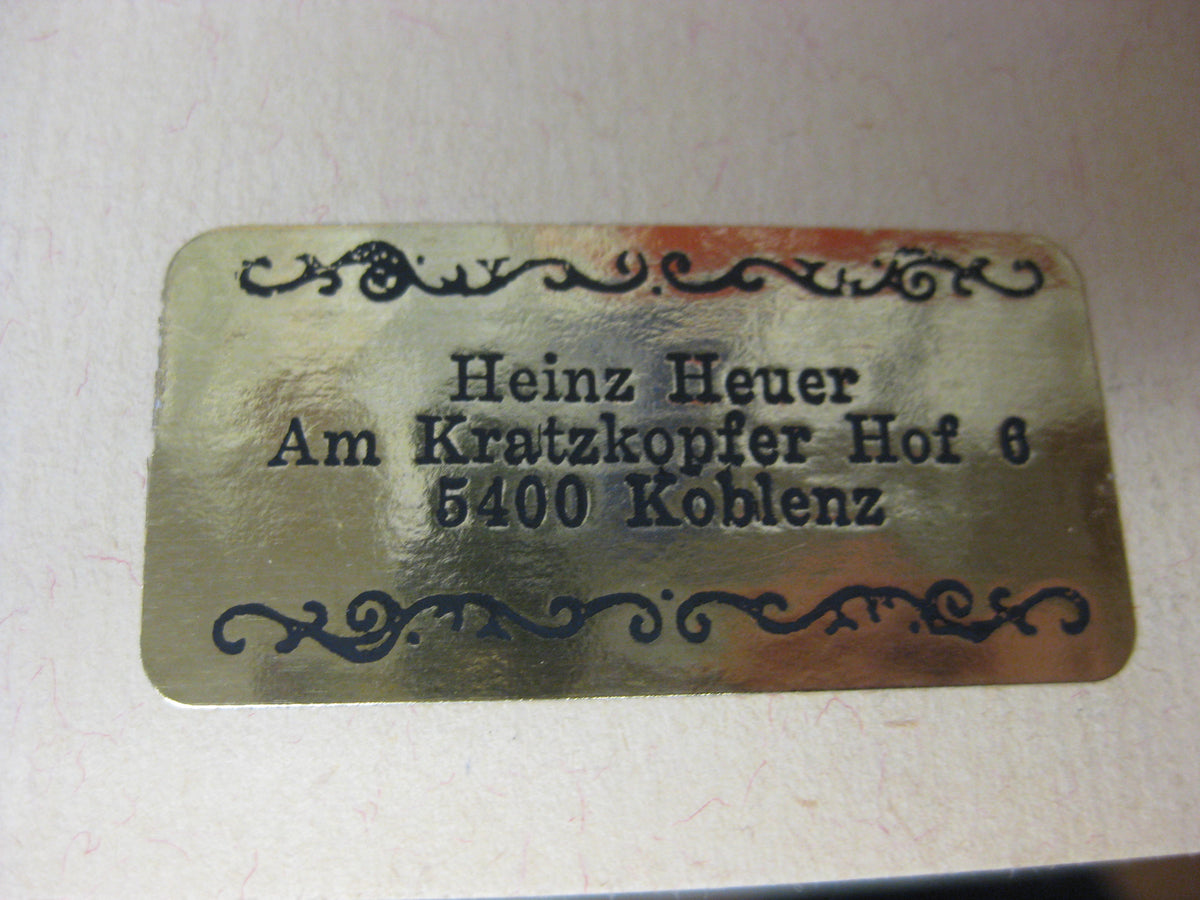 Heinz Heuer
Am Kratzkopfer Hof 6
5400 Koblenz